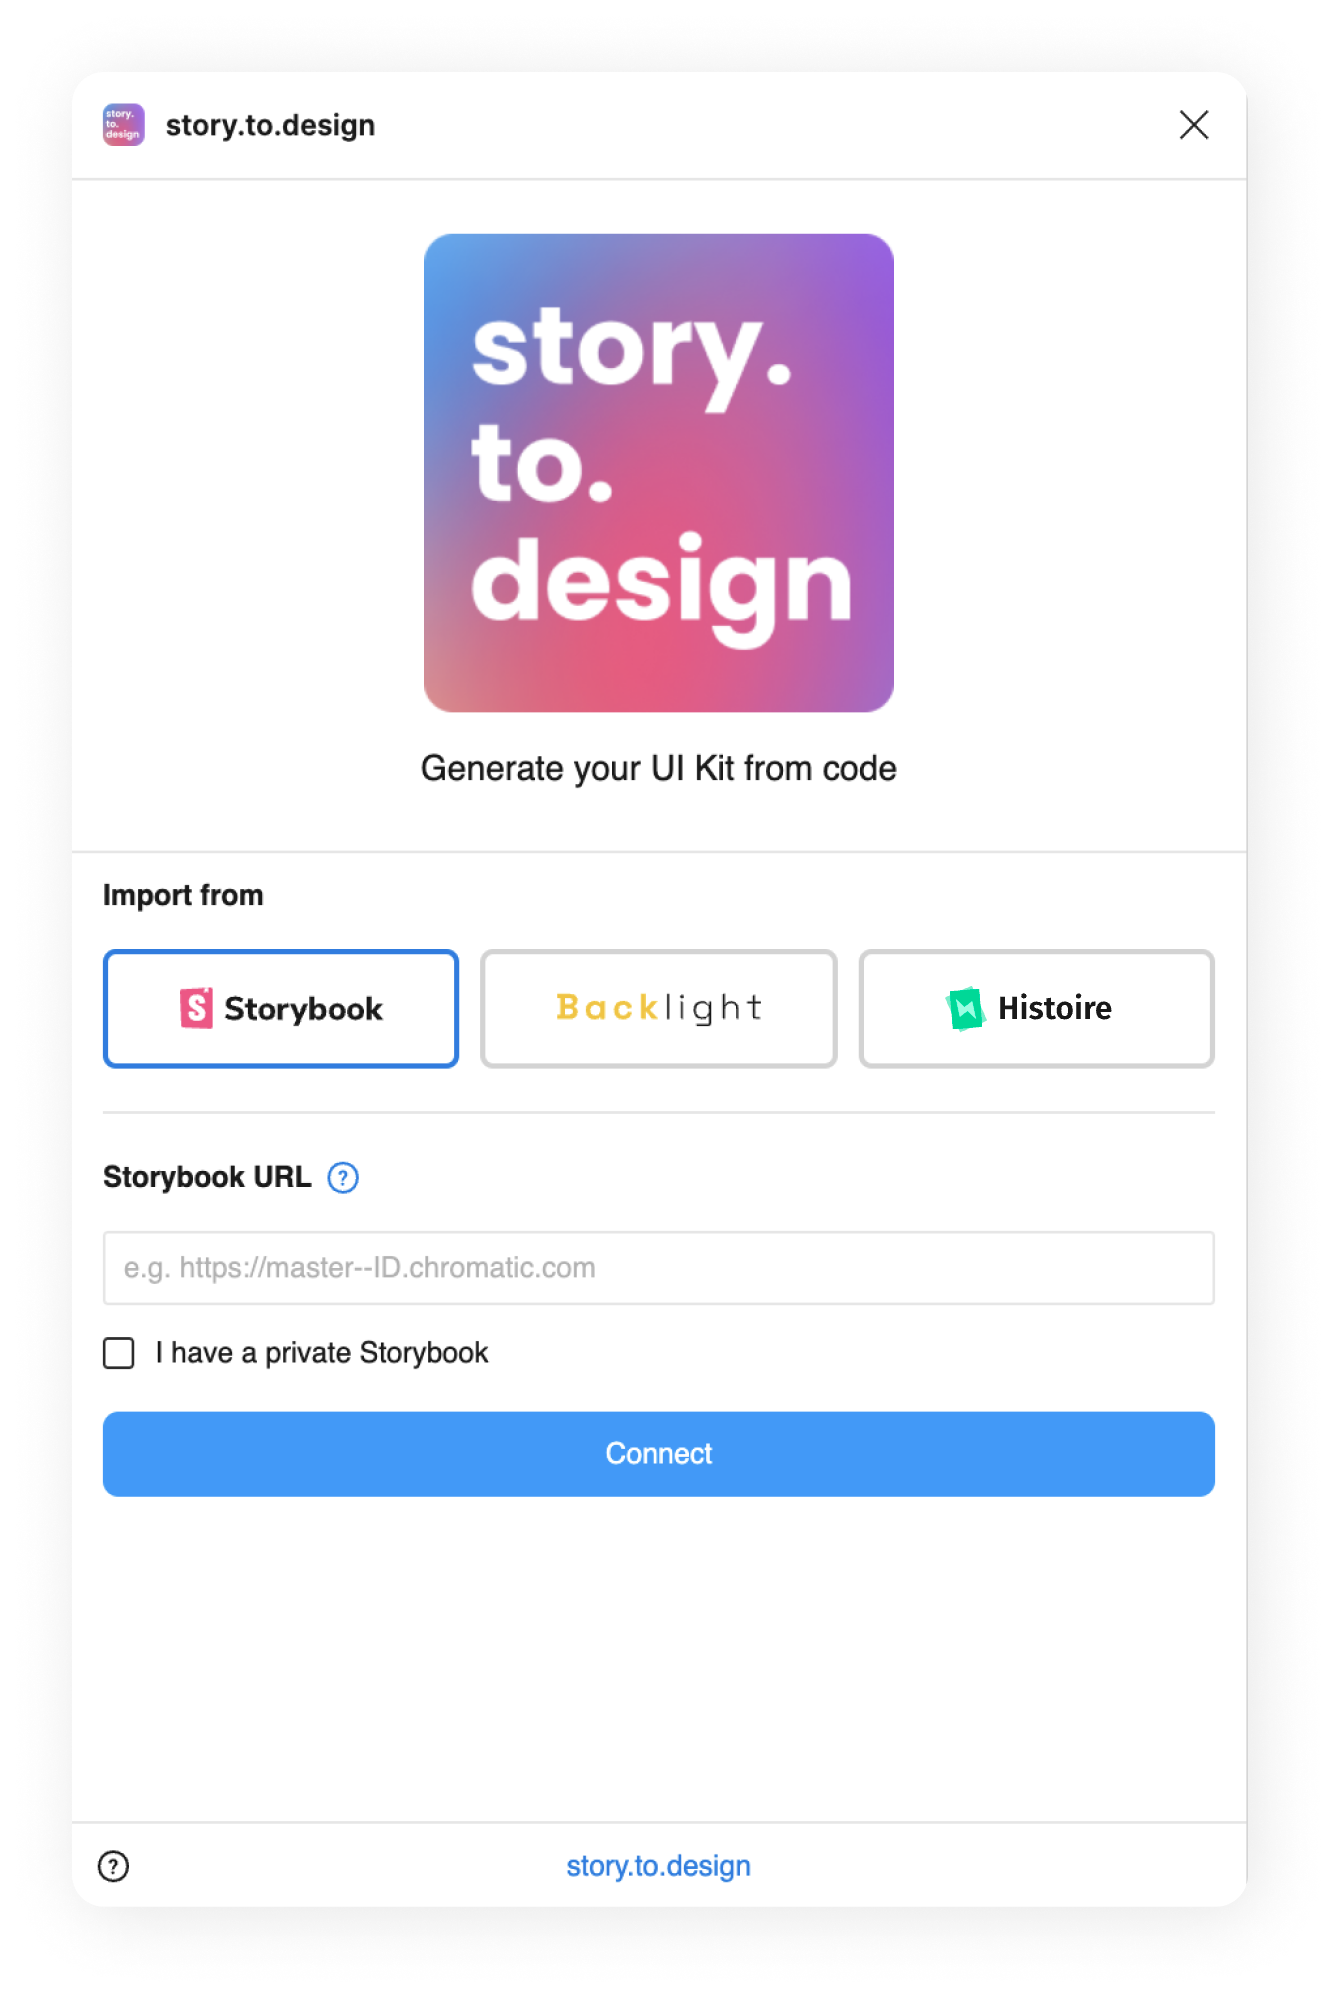 story.
to.
design
story.to.design
story.
to.
design
Generate your UI Kit from code
Import from
Storybook
Backlight
Histoire
Storybook URL ?
e.g. https://master--ID.chromatic.com
I have a private Storybook
Connect
?
story.to.design